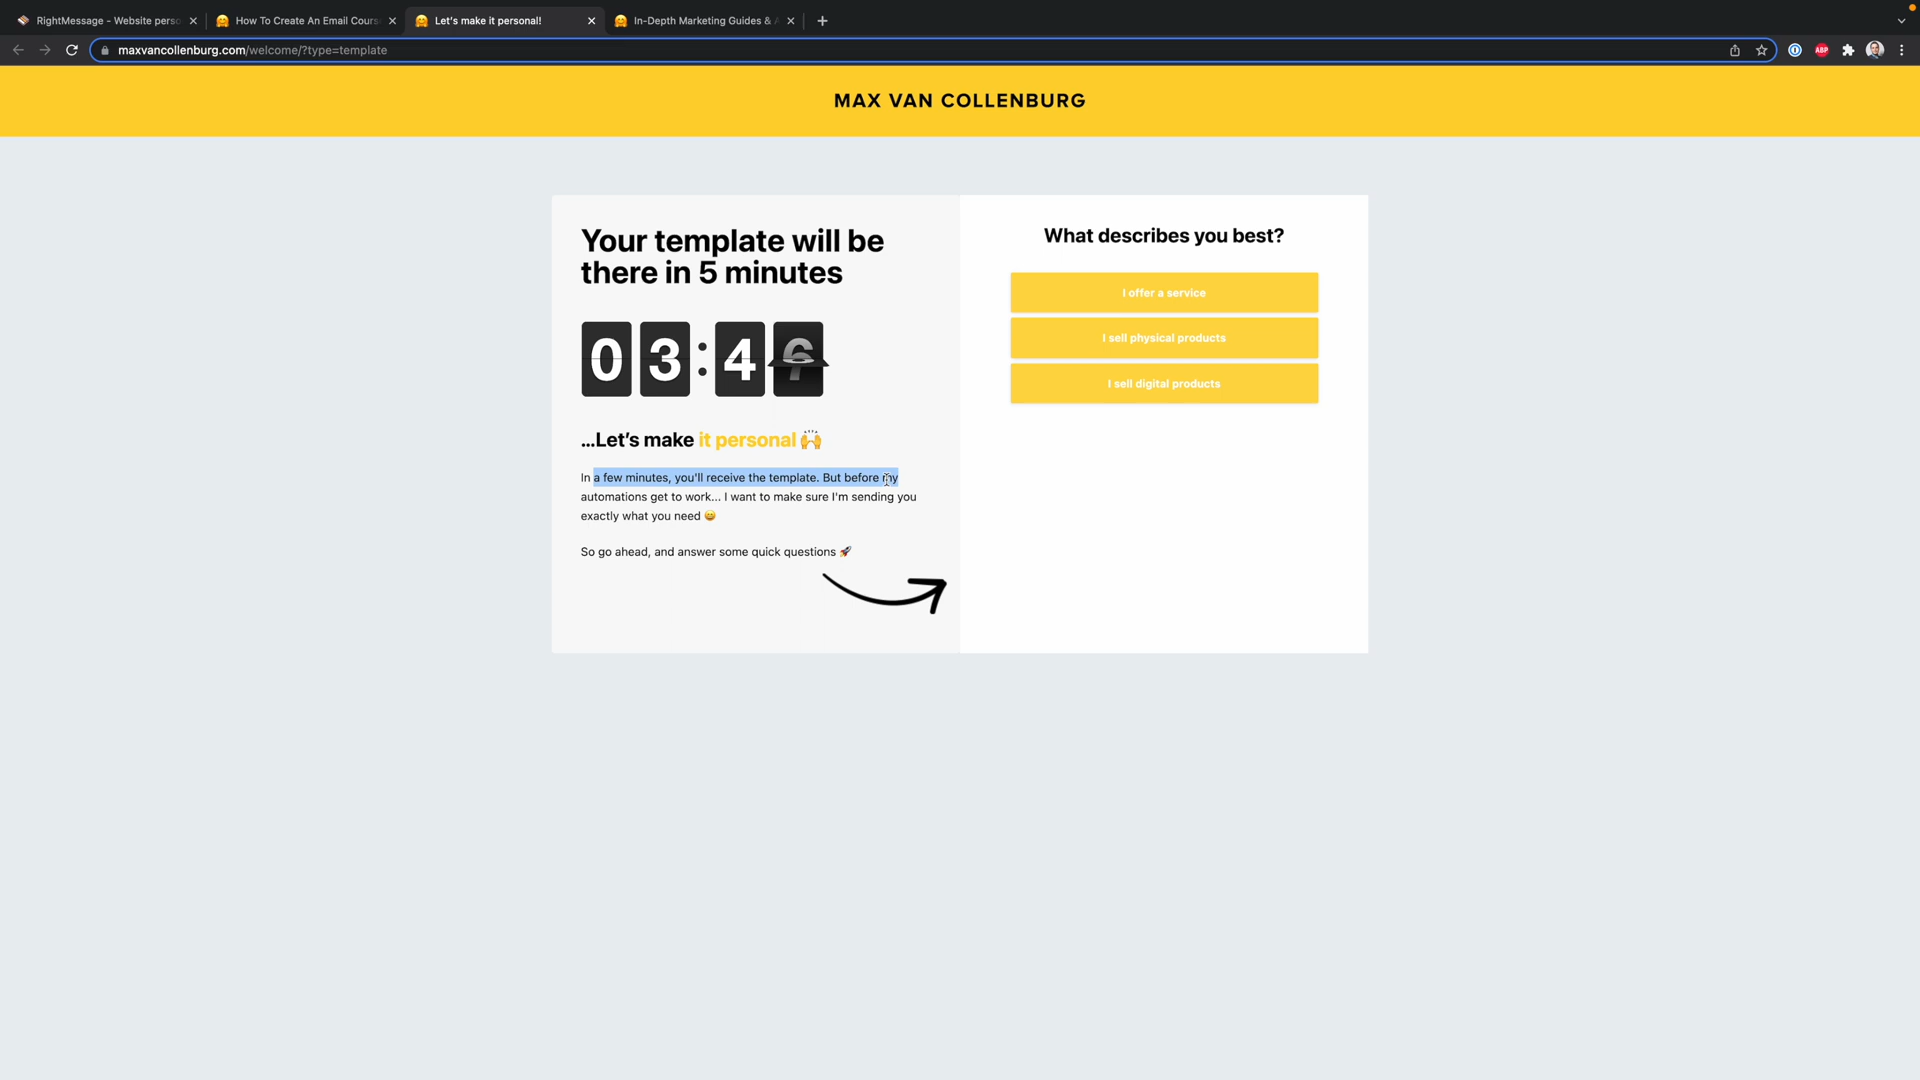 RightMessage - Website perso
How To Create An Email Cours
Let's make it personal!
In-Depth Marketing Guides & A
maxvancollenburg.com/welcome/?type=template
ABP
MAX VAN COLLENBURG
Your template will be
there in 5 minutes
03:4
...Let's make it personal 🙌
In a few minutes, you'll receive the template. But before my
automations get to work... I want to make sure I'm sending you
exactly what you need 😀
So go ahead, and answer some quick questions 🚀
What describes you best?
I offer a service
I sell physical products
I sell digital products